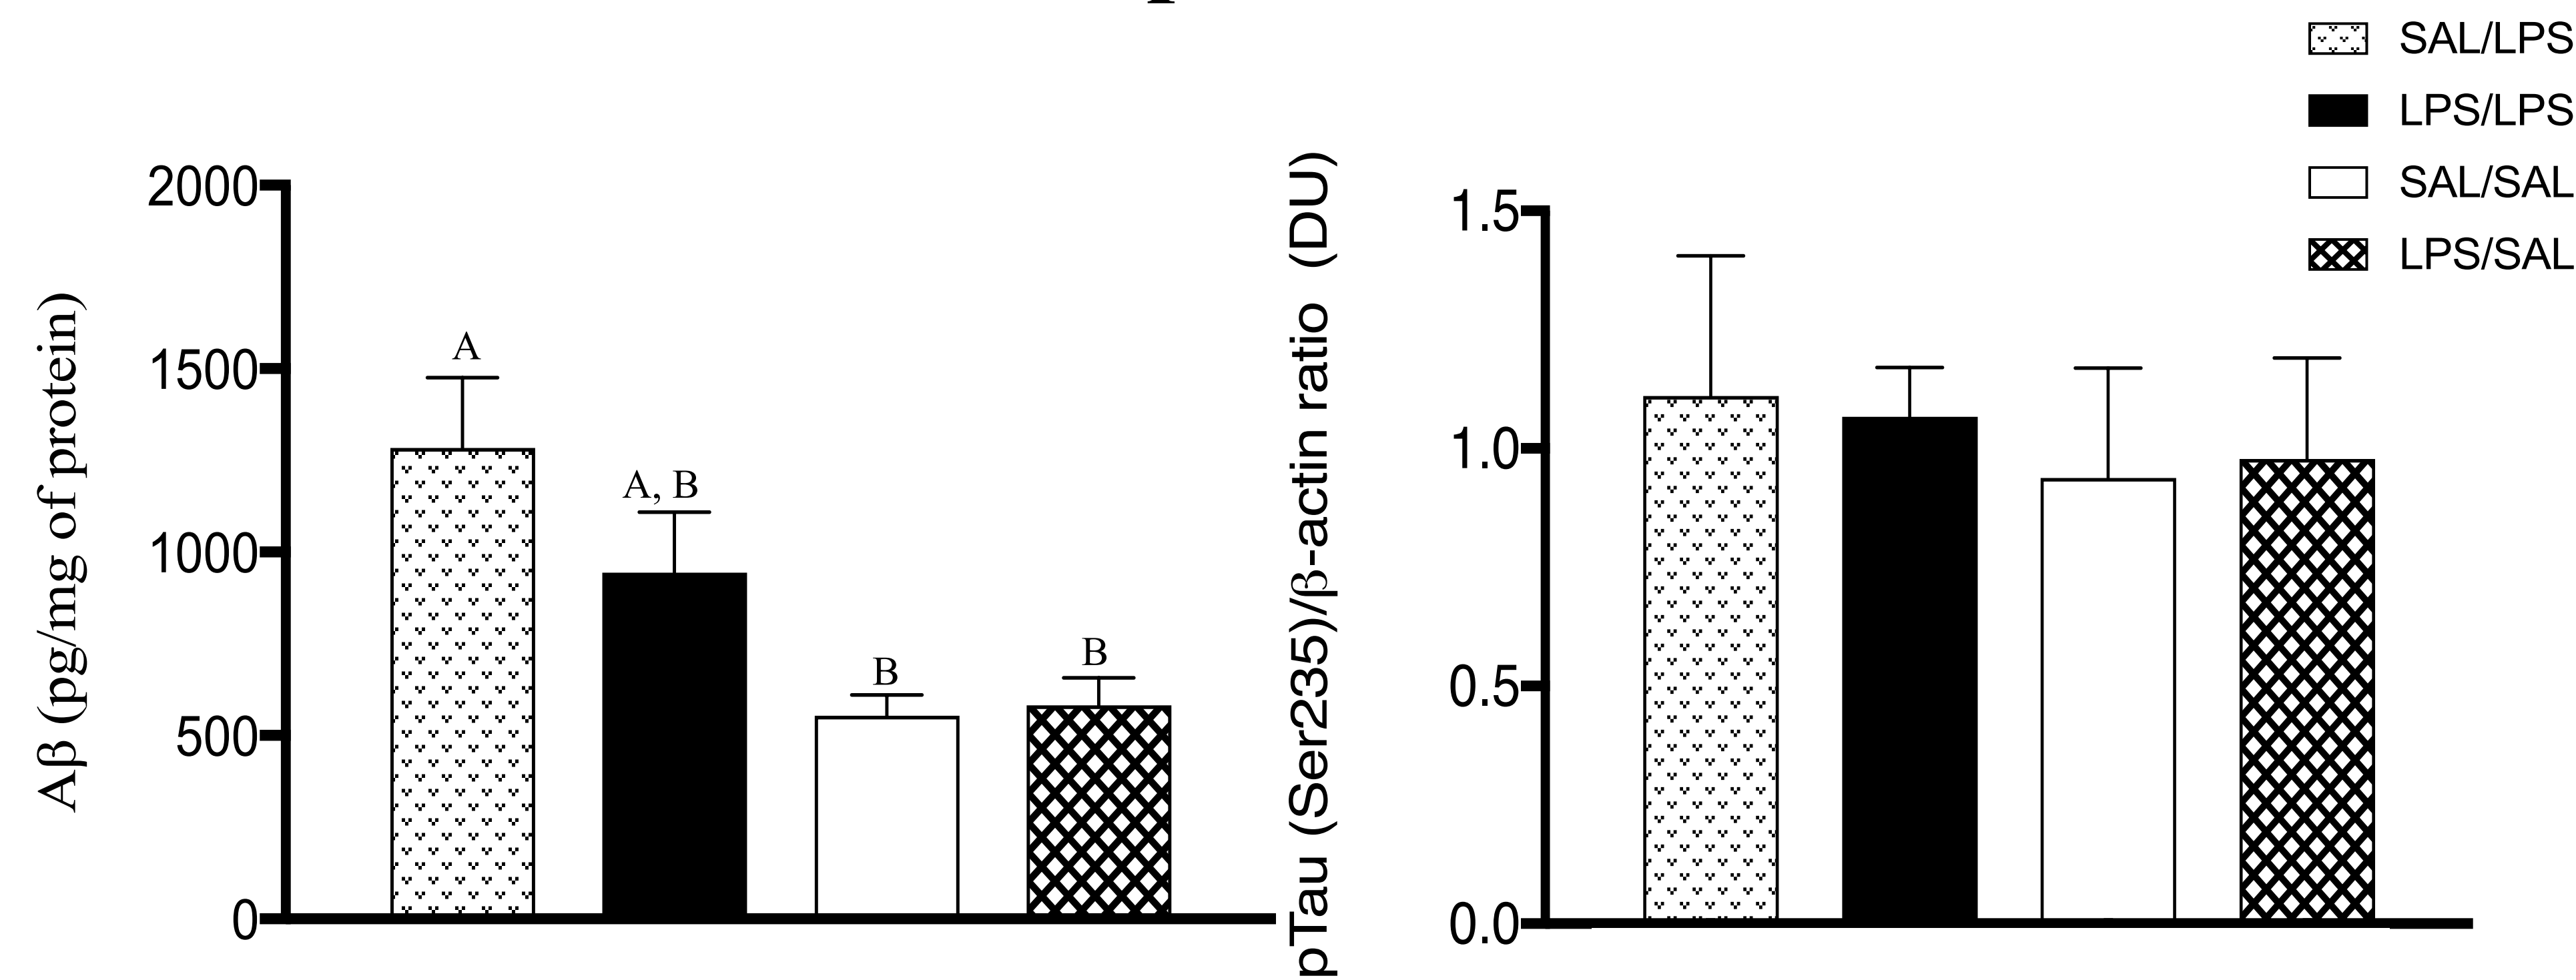 SAL/LPS
LPS/LPS
SAL/SAL
LPS/SAL
Aβ (pg/mg of protein)
2000
1500
1000
500
0
A
A, B
B
B
pTau (Ser235)/β-actin ratio (DU)
1.5
1.0
0.5
0.0